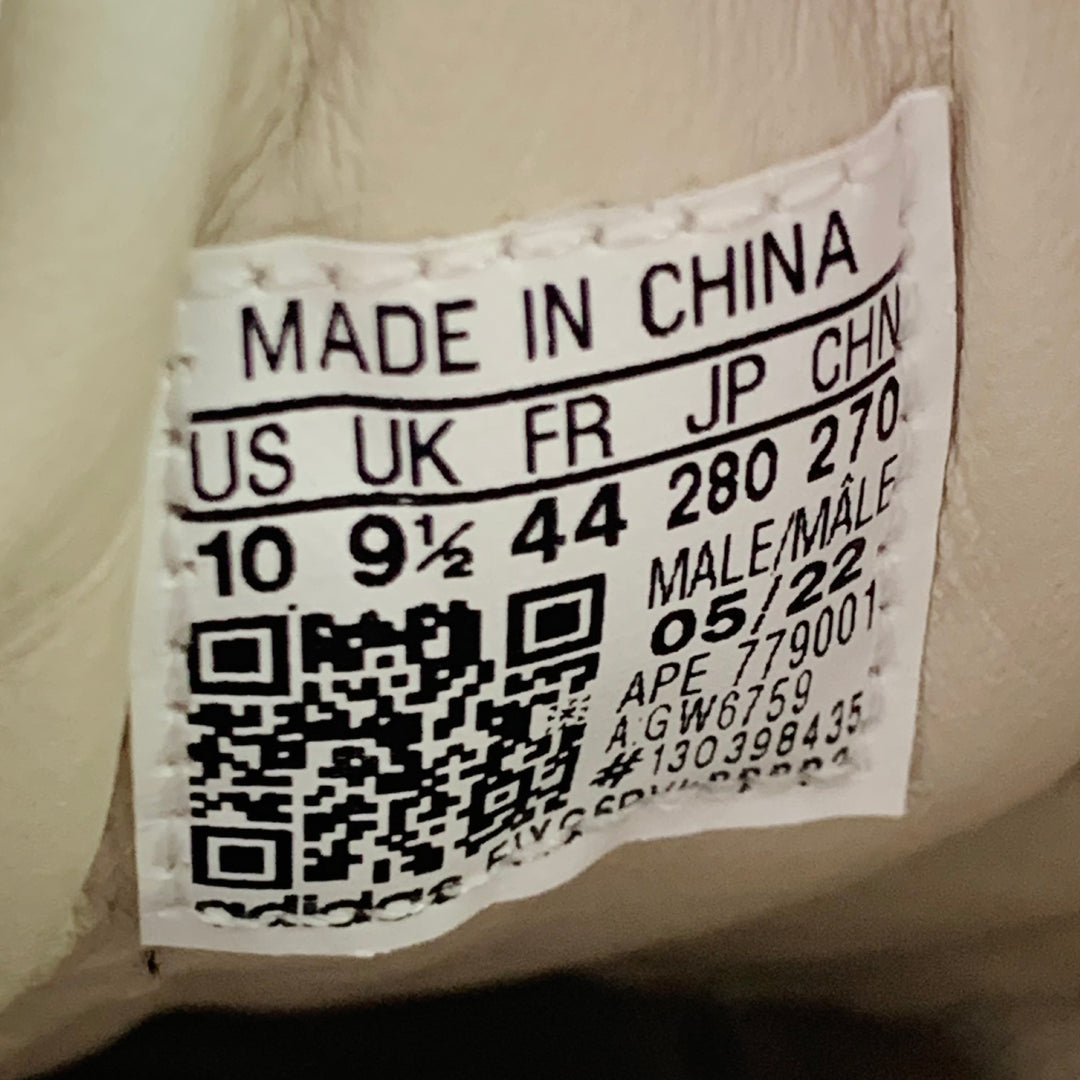 MADE IN CHINA
US UK FR JP CHN
10 9½ 44 280 270
MALE/MÂLE
05/22
APE 779001
A:GW6759
#130398435
adidas